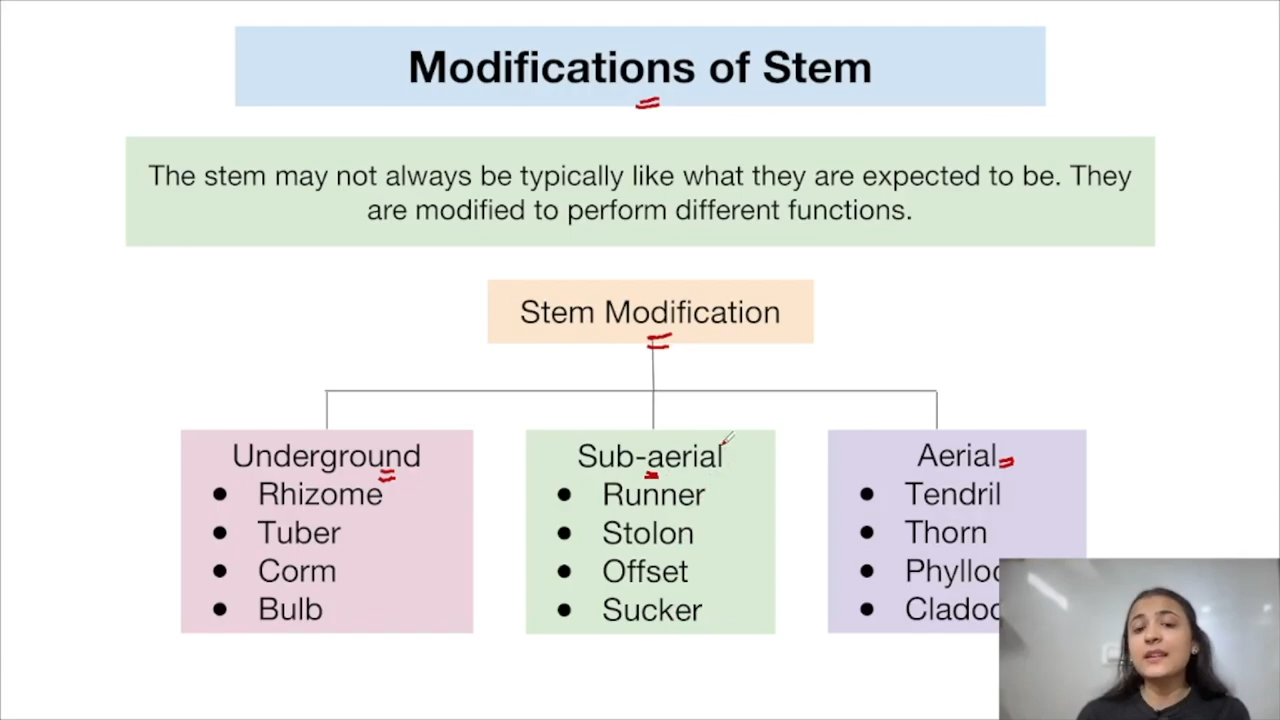 Modifications of Stem
The stem may not always be typically like what they are expected to be. They
are modified to perform different functions.
Stem Modification
Underground
● Rhizome
● Tuber
● Corm
● Bulb
Sub-aerial
● Runner
● Stolon
● Offset
● Sucker
Aerial
● Tendril
● Thorn